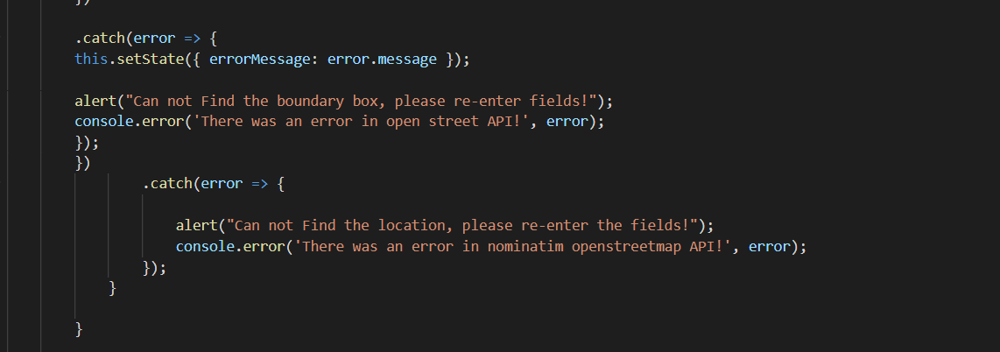 })
.catch(error => {
this.setState({ errorMessage: error.message });
alert("Can not Find the boundary box, please re-enter fields!");
console.error('There was an error in open street API!', error);
});
})
.catch(error => {
alert("Can not Find the location, please re-enter the fields!");
console.error('There was an error in nominatim openstreetmap API!', error);
});
}
}